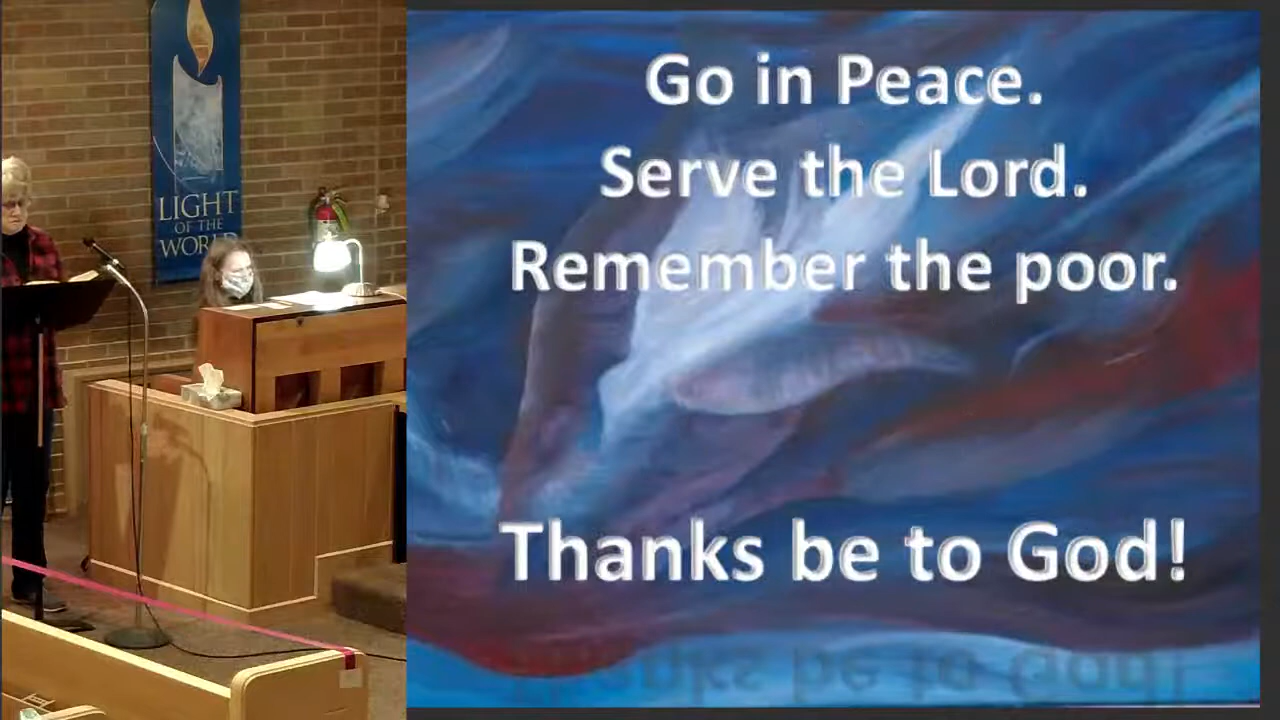 LIGHT
OF THE
WORLD
Go in Peace.
Serve the Lord.
Remember the poor.
Thanks be to God!